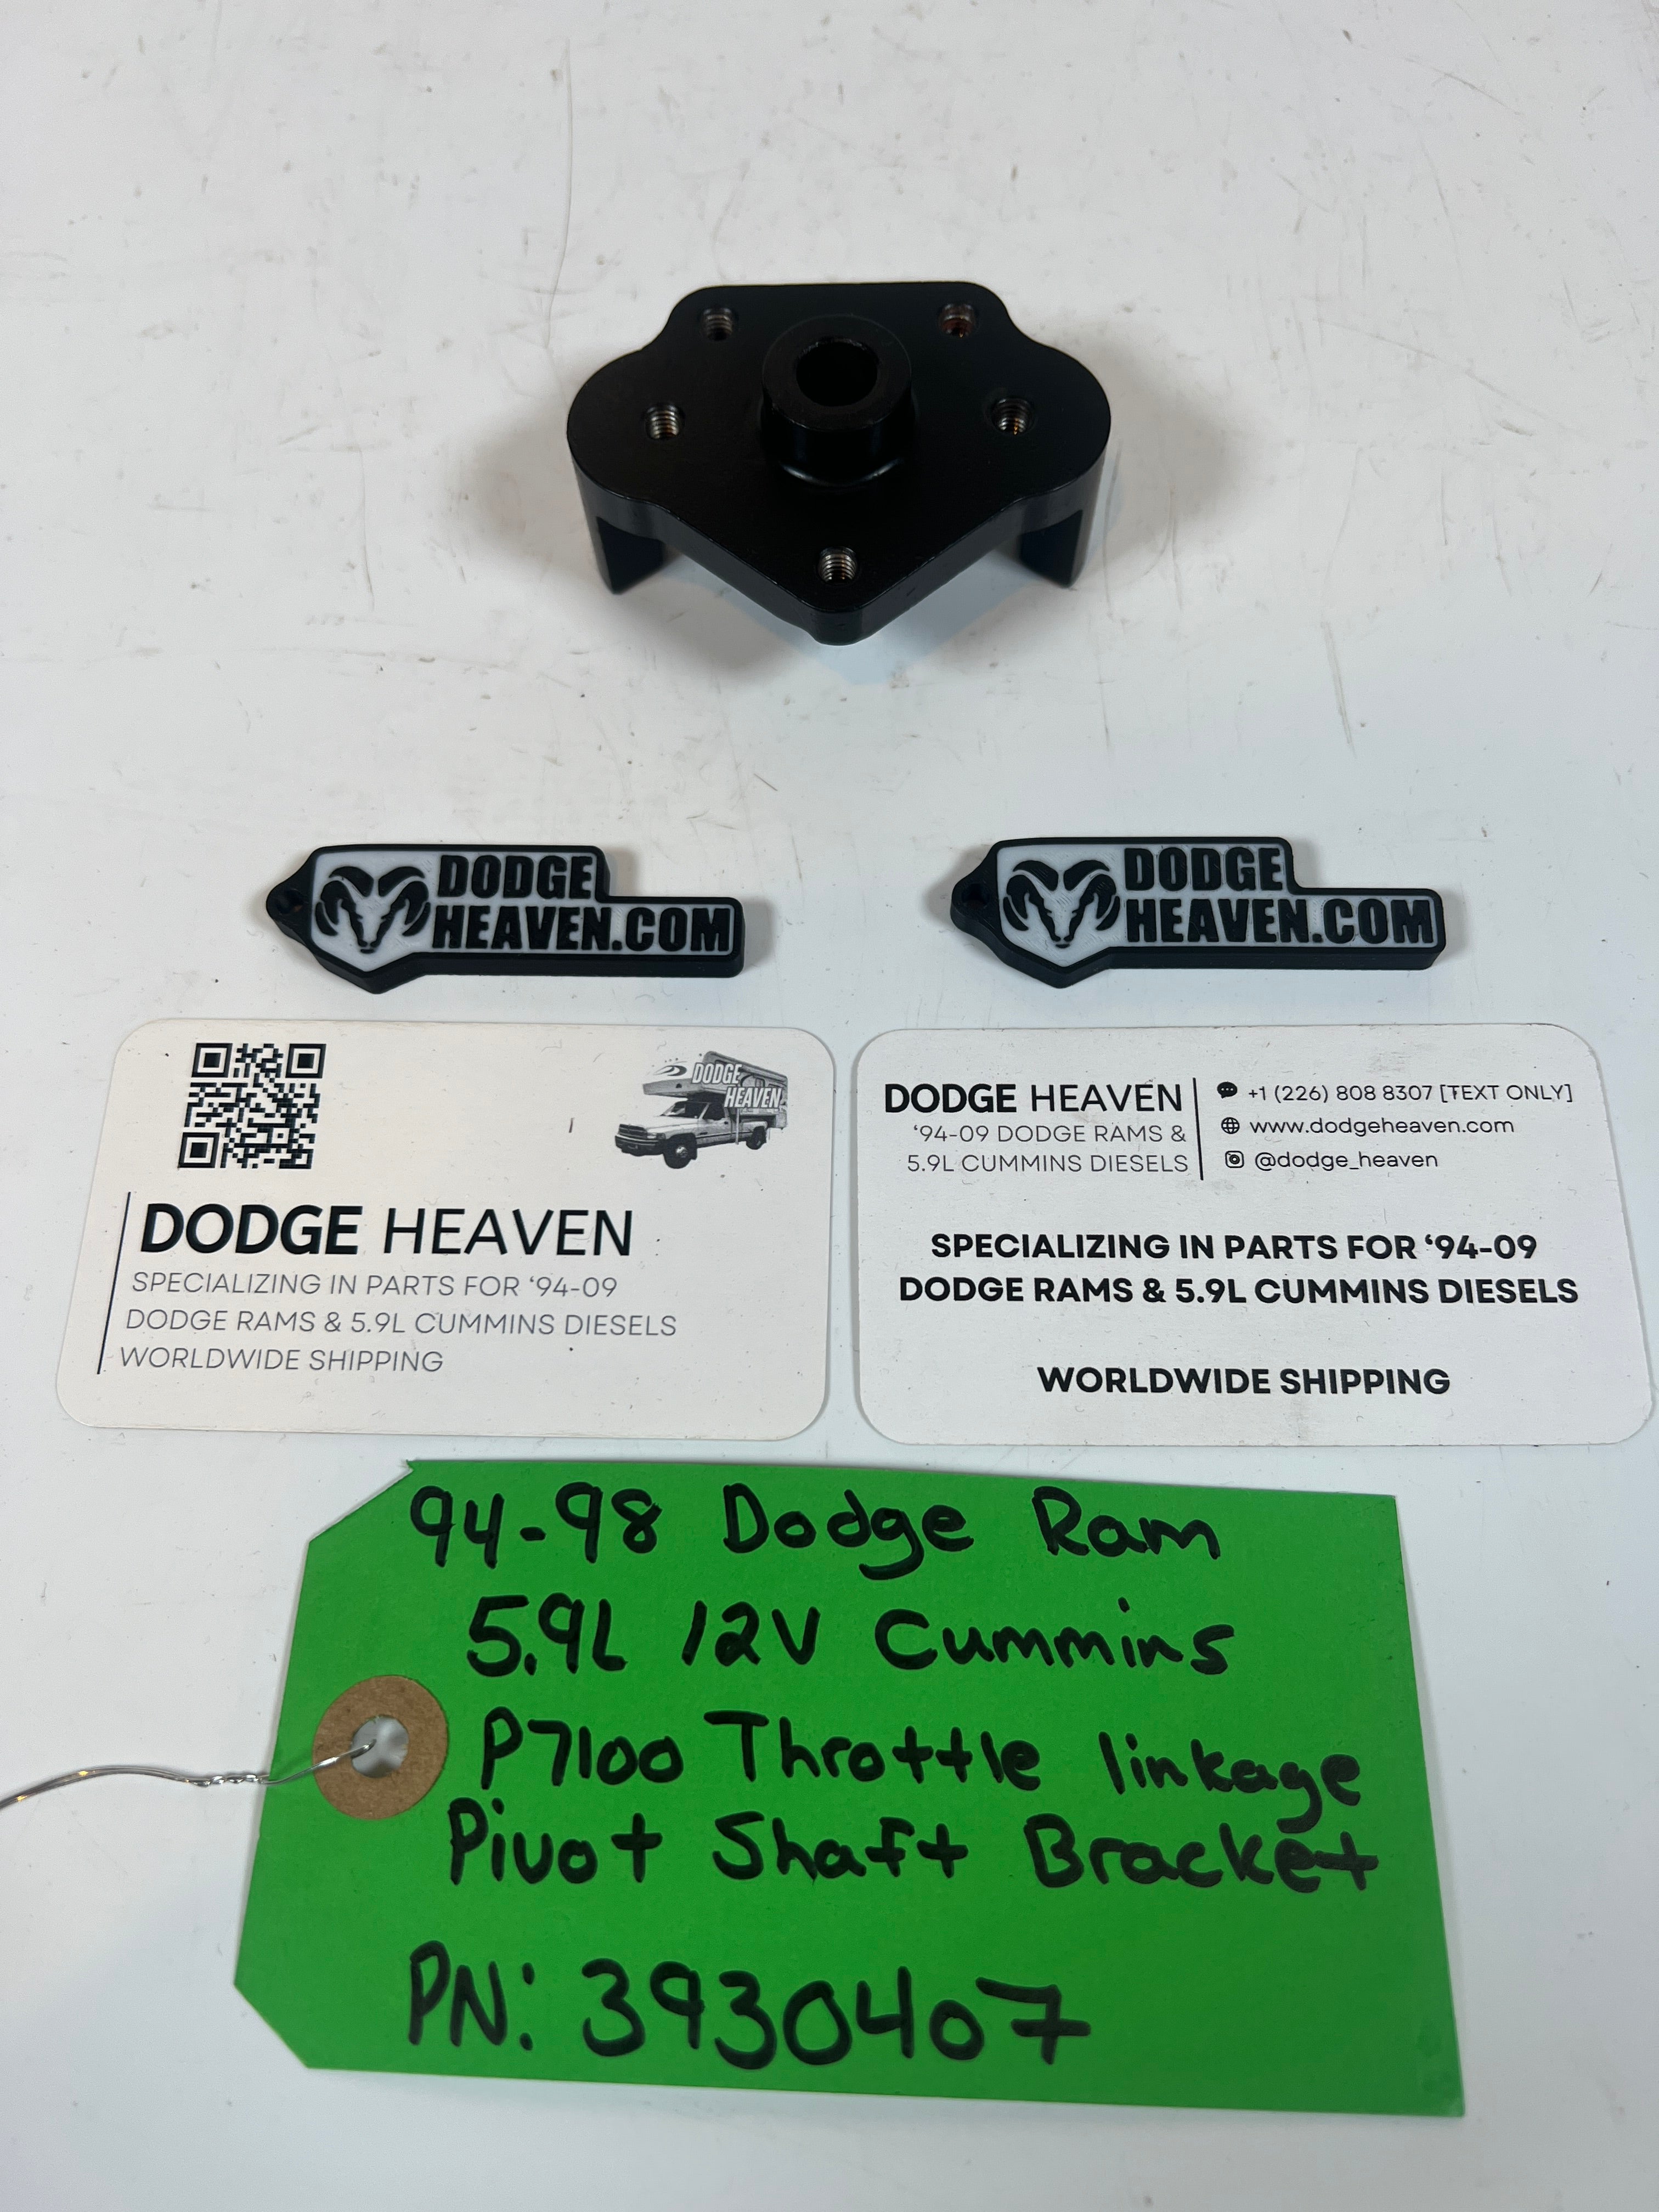 DODGE
HEAVEN.COM
DODGE
HEAVEN.COM
DODGE
HEAVEN
DODGE HEAVEN
SPECIALIZING IN PARTS FOR ‘94-09
DODGE RAMS & 5.9L CUMMINS DIESELS
WORLDWIDE SHIPPING
DODGE HEAVEN
‘94-09 DODGE RAMS &
5.9L CUMMINS DIESELS
+1 (226) 808 8307 [TEXT ONLY]
www.dodgeheaven.com
@dodge_heaven
SPECIALIZING IN PARTS FOR ‘94-09
DODGE RAMS & 5.9L CUMMINS DIESELS
WORLDWIDE SHIPPING
94-98 Dodge Ram
5.9L 12V Cummins
P7100 Throttle linkage
Pivot Shaft Bracket
PN: 3930407